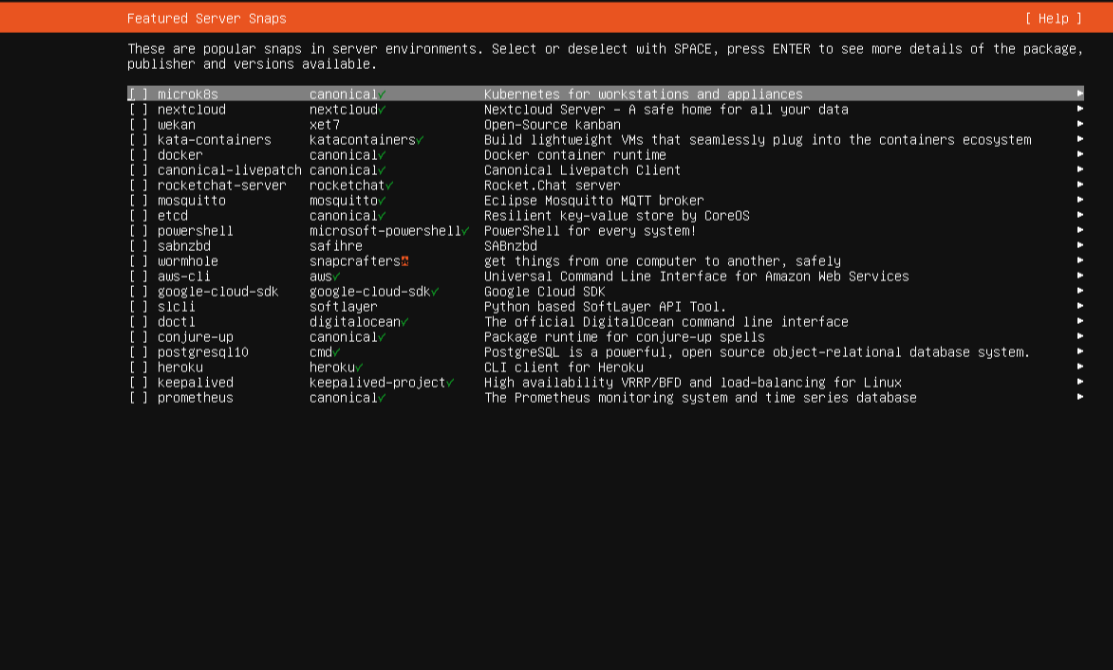 Featured Server Snaps [ Help ]
These are popular snaps in server environments. Select or deselect with SPACE, press ENTER to see more details of the package,
publisher and versions available.
[ ] microk8s canonical✓ Kubernetes for workstations and appliances ▶
[ ] nextcloud nextcloud✓ Nextcloud Server - A safe home for all your data ▶
[ ] wekan xet7 Open-Source kanban ▶
[ ] kata-containers katacontainers✓ Build lightweight VMs that seamlessly plug into the containers ecosystem ▶
[ ] docker canonical✓ Docker container runtime ▶
[ ] canonical-livepatch canonical✓ Canonical Livepatch Client ▶
[ ] rocketchat-server rocketchat✓ Rocket.Chat server ▶
[ ] mosquitto mosquitto✓ Eclipse Mosquitto MQTT broker ▶
[ ] etcd canonical✓ Resilient key-value store by CoreOS ▶
[ ] powershell microsoft-powershell✓ PowerShell for every system! ▶
[ ] sabnzbd safihre SABnzbd ▶
[ ] wormhole snapcrafters get things from one computer to another, safely ▶
[ ] aws-cli aws✓ Universal Command Line Interface for Amazon Web Services ▶
[ ] google-cloud-sdk google-cloud-sdk✓ Google Cloud SDK ▶
[ ] slcli softlayer Python based SoftLayer API Tool. ▶
[ ] doctl digitalocean✓ The official DigitalOcean command line interface ▶
[ ] conjure-up canonical✓ Package runtime for conjure-up spells ▶
[ ] postgresql10 cmd✓ PostgreSQL is a powerful, open source object-relational database system. ▶
[ ] heroku heroku✓ CLI client for Heroku ▶
[ ] keepalived keepalived-project✓ High availability VRRP/BFD and load-balancing for Linux ▶
[ ] prometheus canonical✓ The Prometheus monitoring system and time series database ▶